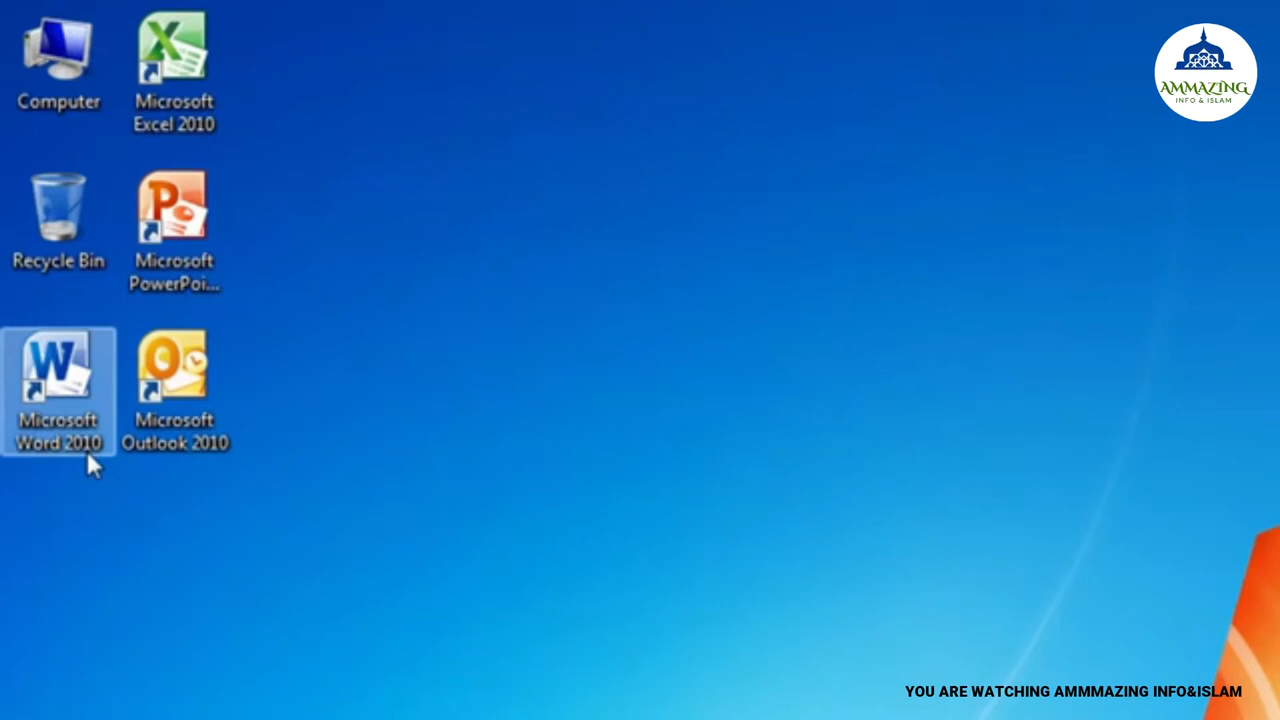 Computer
Microsoft
Excel 2010
AMMAZING
INFO & ISLAM
Recycle Bin
Microsoft
PowerPoi...
Microsoft
Word 2010
Microsoft
Outlook 2010
YOU ARE WATCHING AMMMAZING INFO&ISLAM